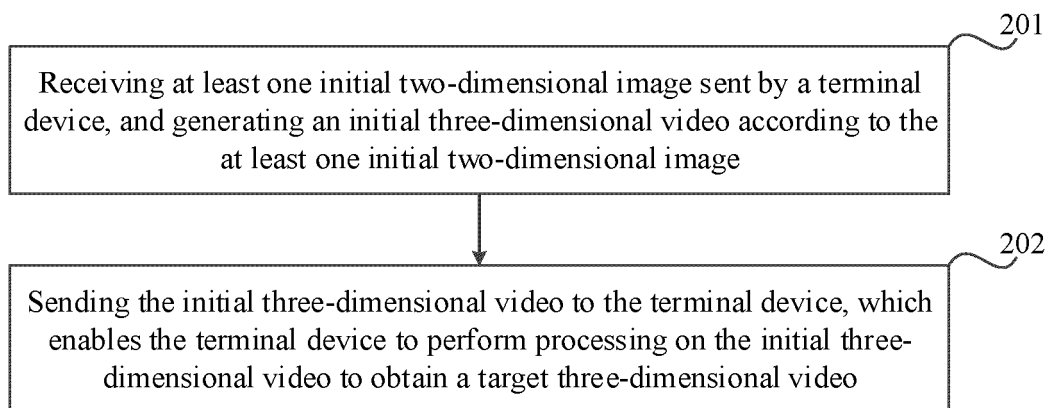 201
Receiving at least one initial two-dimensional image sent by a terminal
device, and generating an initial three-dimensional video according to the
at least one initial two-dimensional image
202
Sending the initial three-dimensional video to the terminal device, which
enables the terminal device to perform processing on the initial three-
dimensional video to obtain a target three-dimensional video